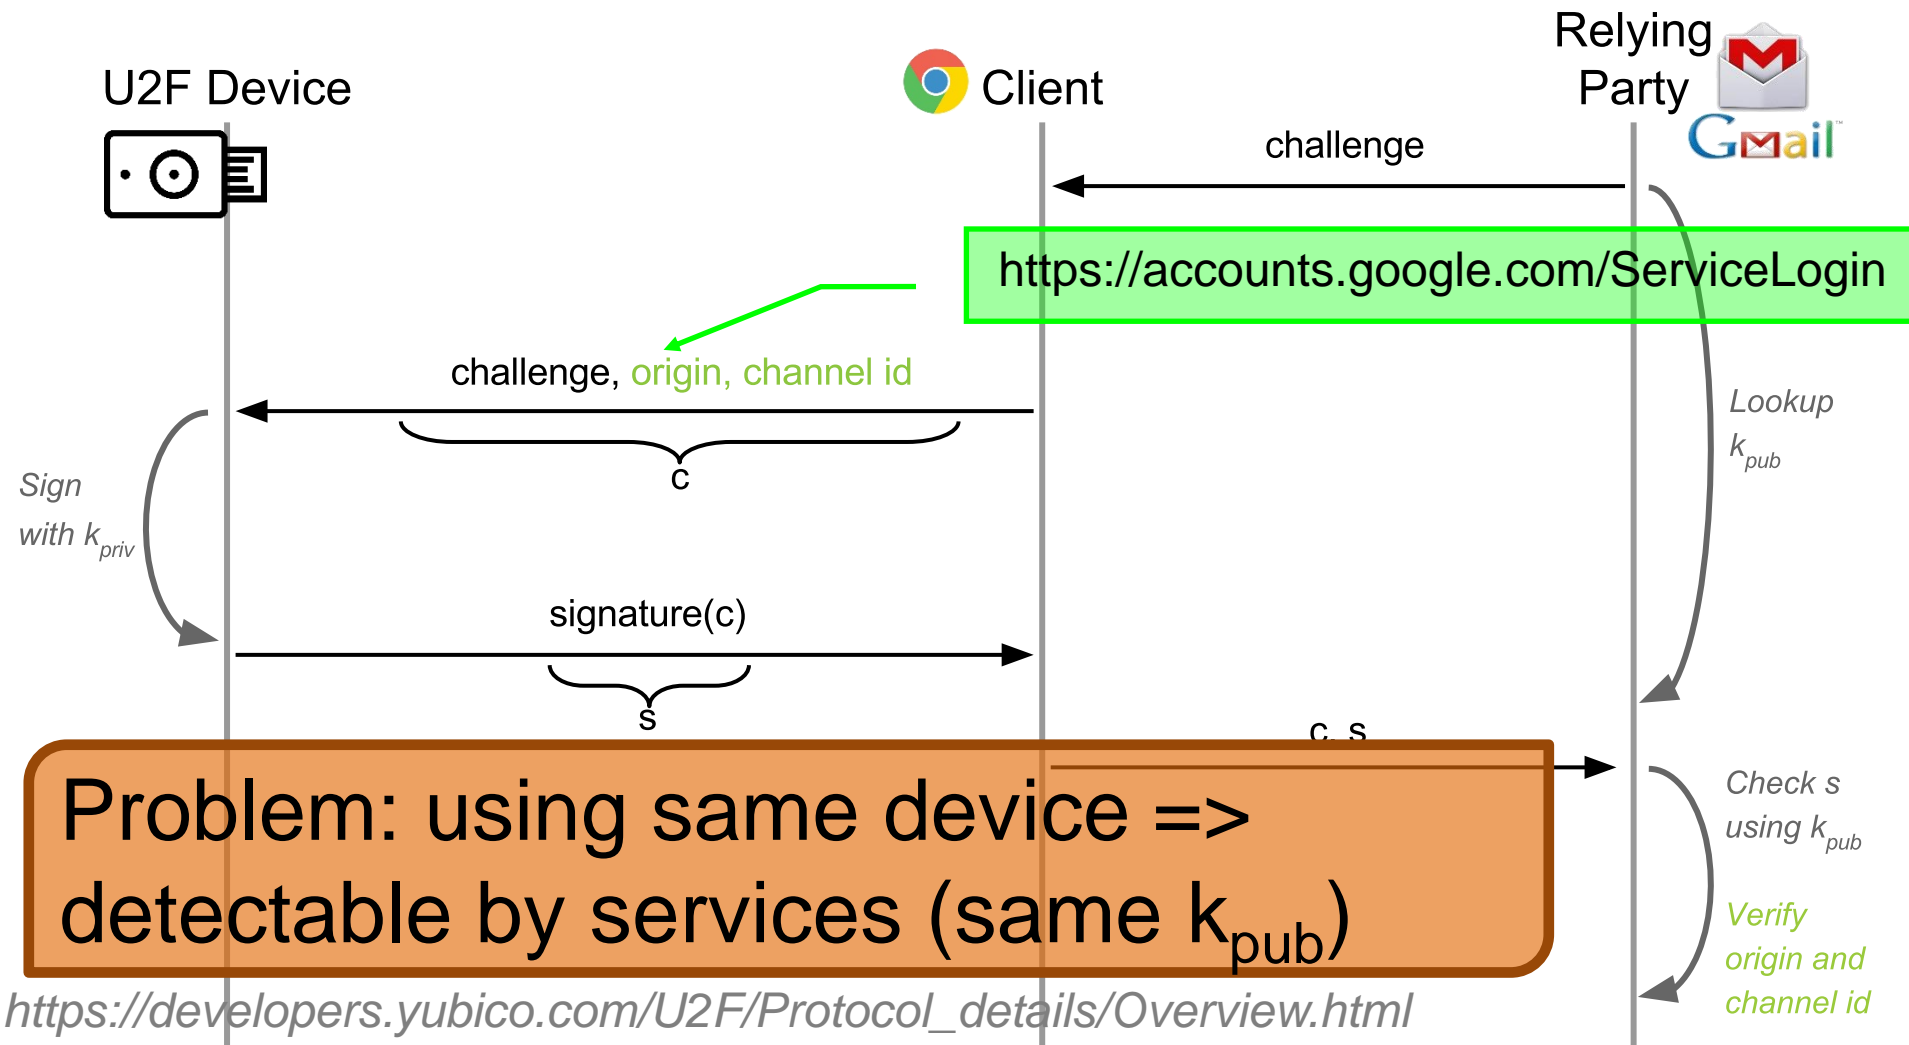 Relying
Party
U2F Device
Client
Gmail™
challenge
https://accounts.google.com/ServiceLogin
challenge, origin, channel id
c
Lookup
kpub
Sign
with kpriv
signature(c)
s
c, s
Problem: using same device =>
detectable by services (same kpub)
Check s
using kpub
Verify
origin and
channel id
https://developers.yubico.com/U2F/Protocol_details/Overview.html